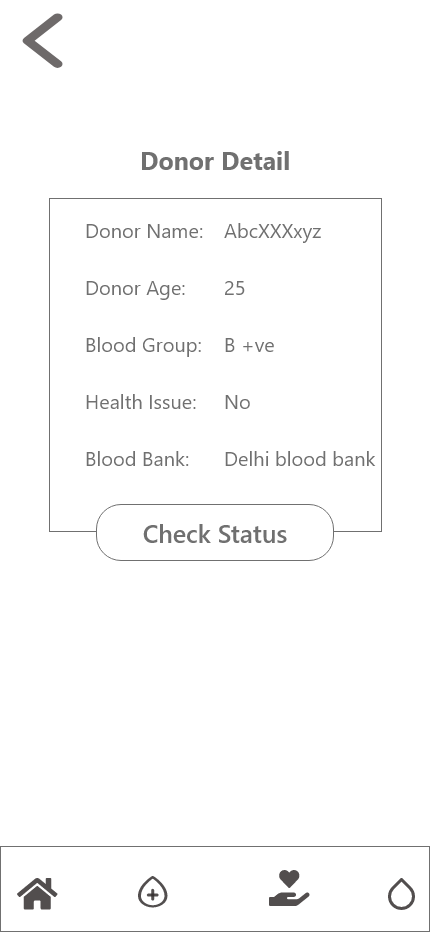 Donor Detail
Donor Name: AbcXXXxyz
Donor Age: 25
Blood Group: B +ve
Health Issue: No
Blood Bank: Delhi blood bank
Check Status